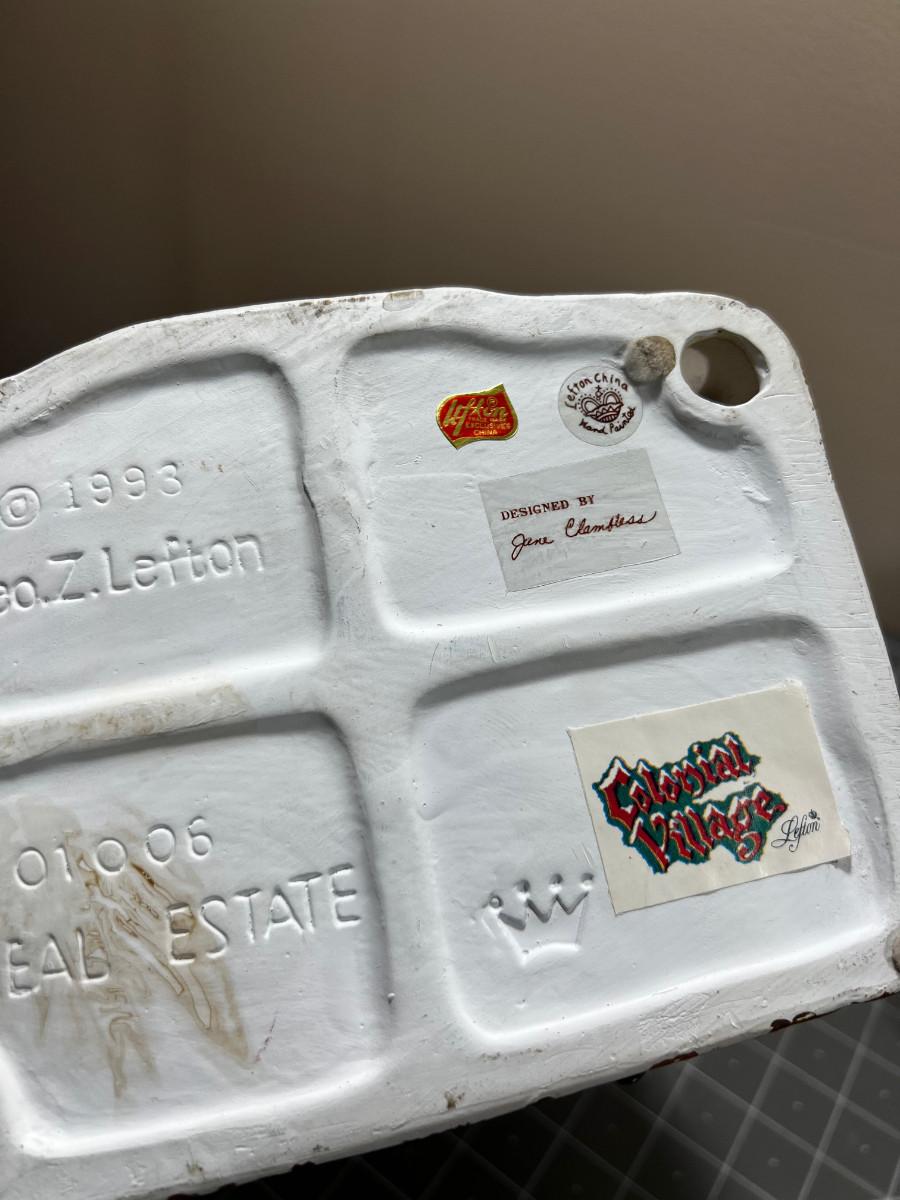 © 1993
eo.Z.Lefton
Lefton
©
TRADE MARK
EXCLUSIVES
CHINA
Lefton China
Hand Painted
DESIGNED BY
Jane Clambless
01006
EAL ESTATE
Colonial
Village
Lefton